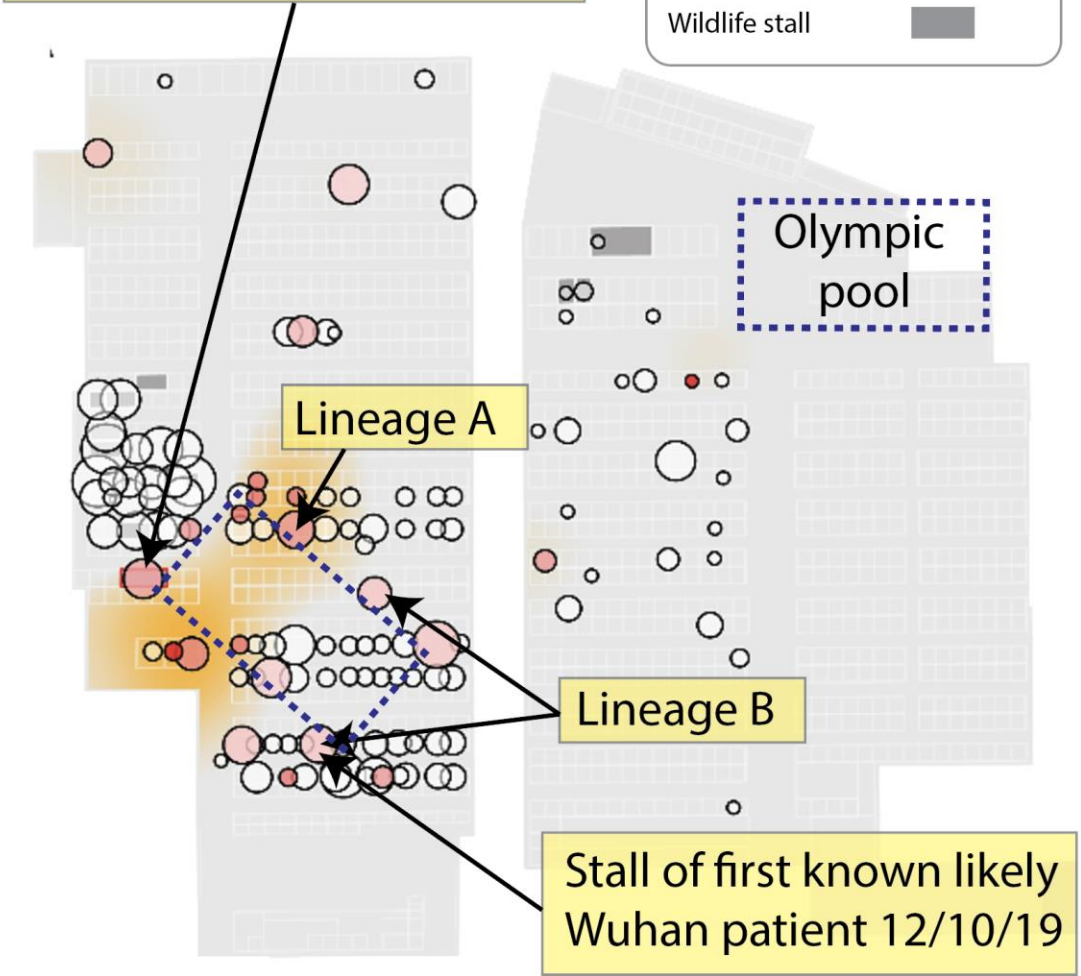 Wildlife stall
Olympic
pool
Lineage A
Lineage B
Stall of first known likely
Wuhan patient 12/10/19